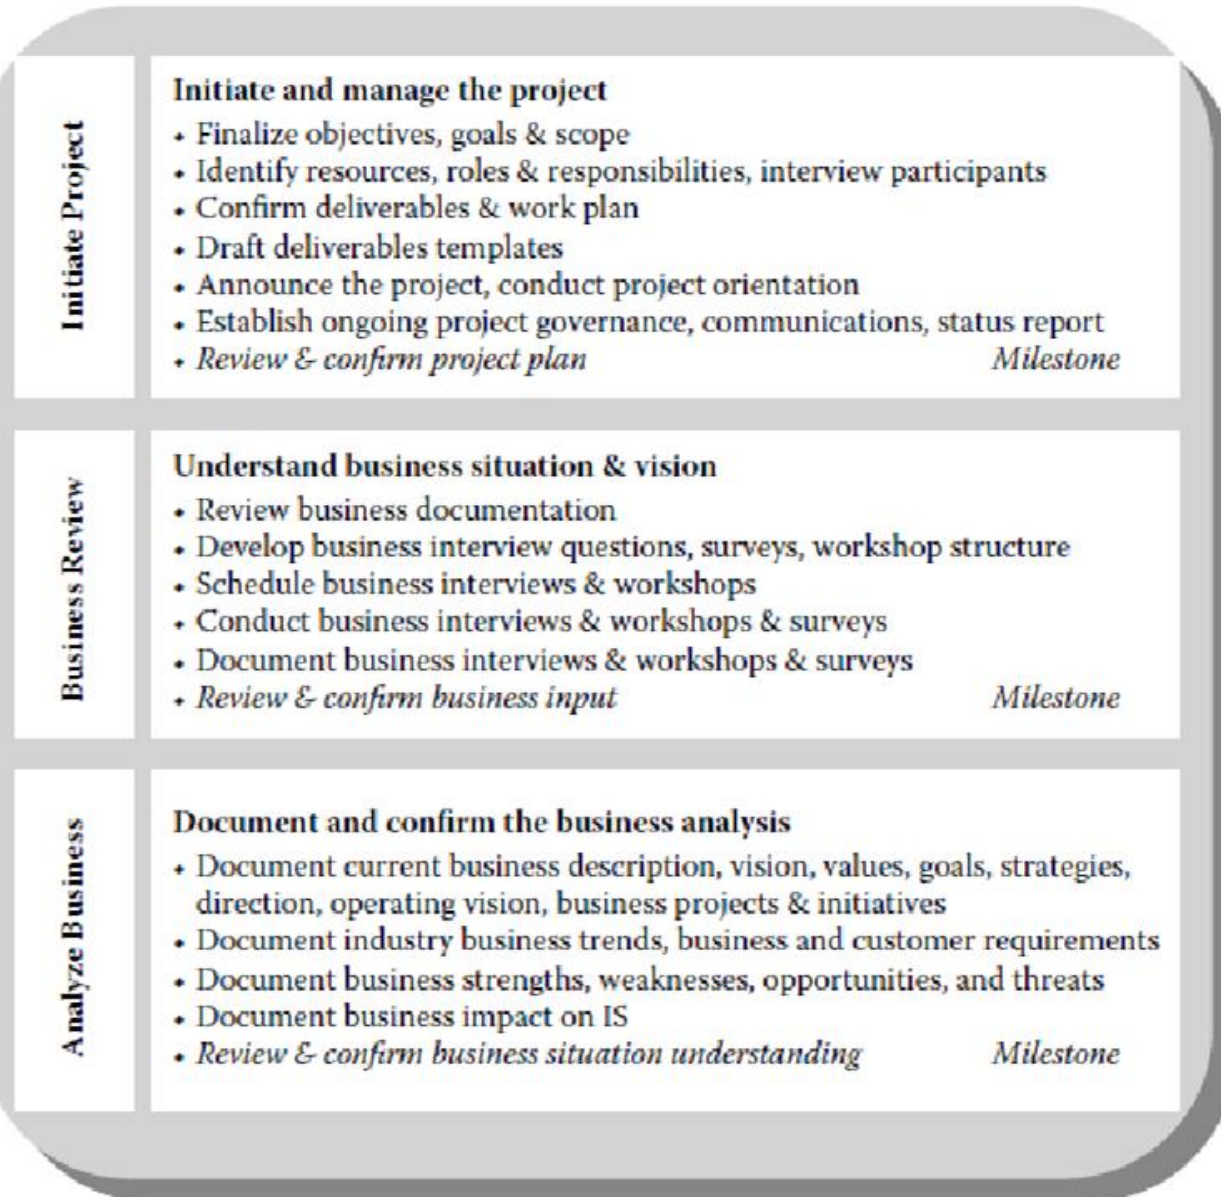 Initiate Project
Initiate and manage the project
• Finalize objectives, goals & scope
• Identify resources, roles & responsibilities, interview participants
• Confirm deliverables & work plan
• Draft deliverables templates
• Announce the project, conduct project orientation
• Establish ongoing project governance, communications, status report
• Review & confirm project plan Milestone
Business Review
Understand business situation & vision
• Review business documentation
• Develop business interview questions, surveys, workshop structure
• Schedule business interviews & workshops
• Conduct business interviews & workshops & surveys
• Document business interviews & workshops & surveys
• Review & confirm business input Milestone
Analyze Business
Document and confirm the business analysis
• Document current business description, vision, values, goals, strategies,
direction, operating vision, business projects & initiatives
• Document industry business trends, business and customer requirements
• Document business strengths, weaknesses, opportunities, and threats
• Document business impact on IS
• Review & confirm business situation understanding Milestone